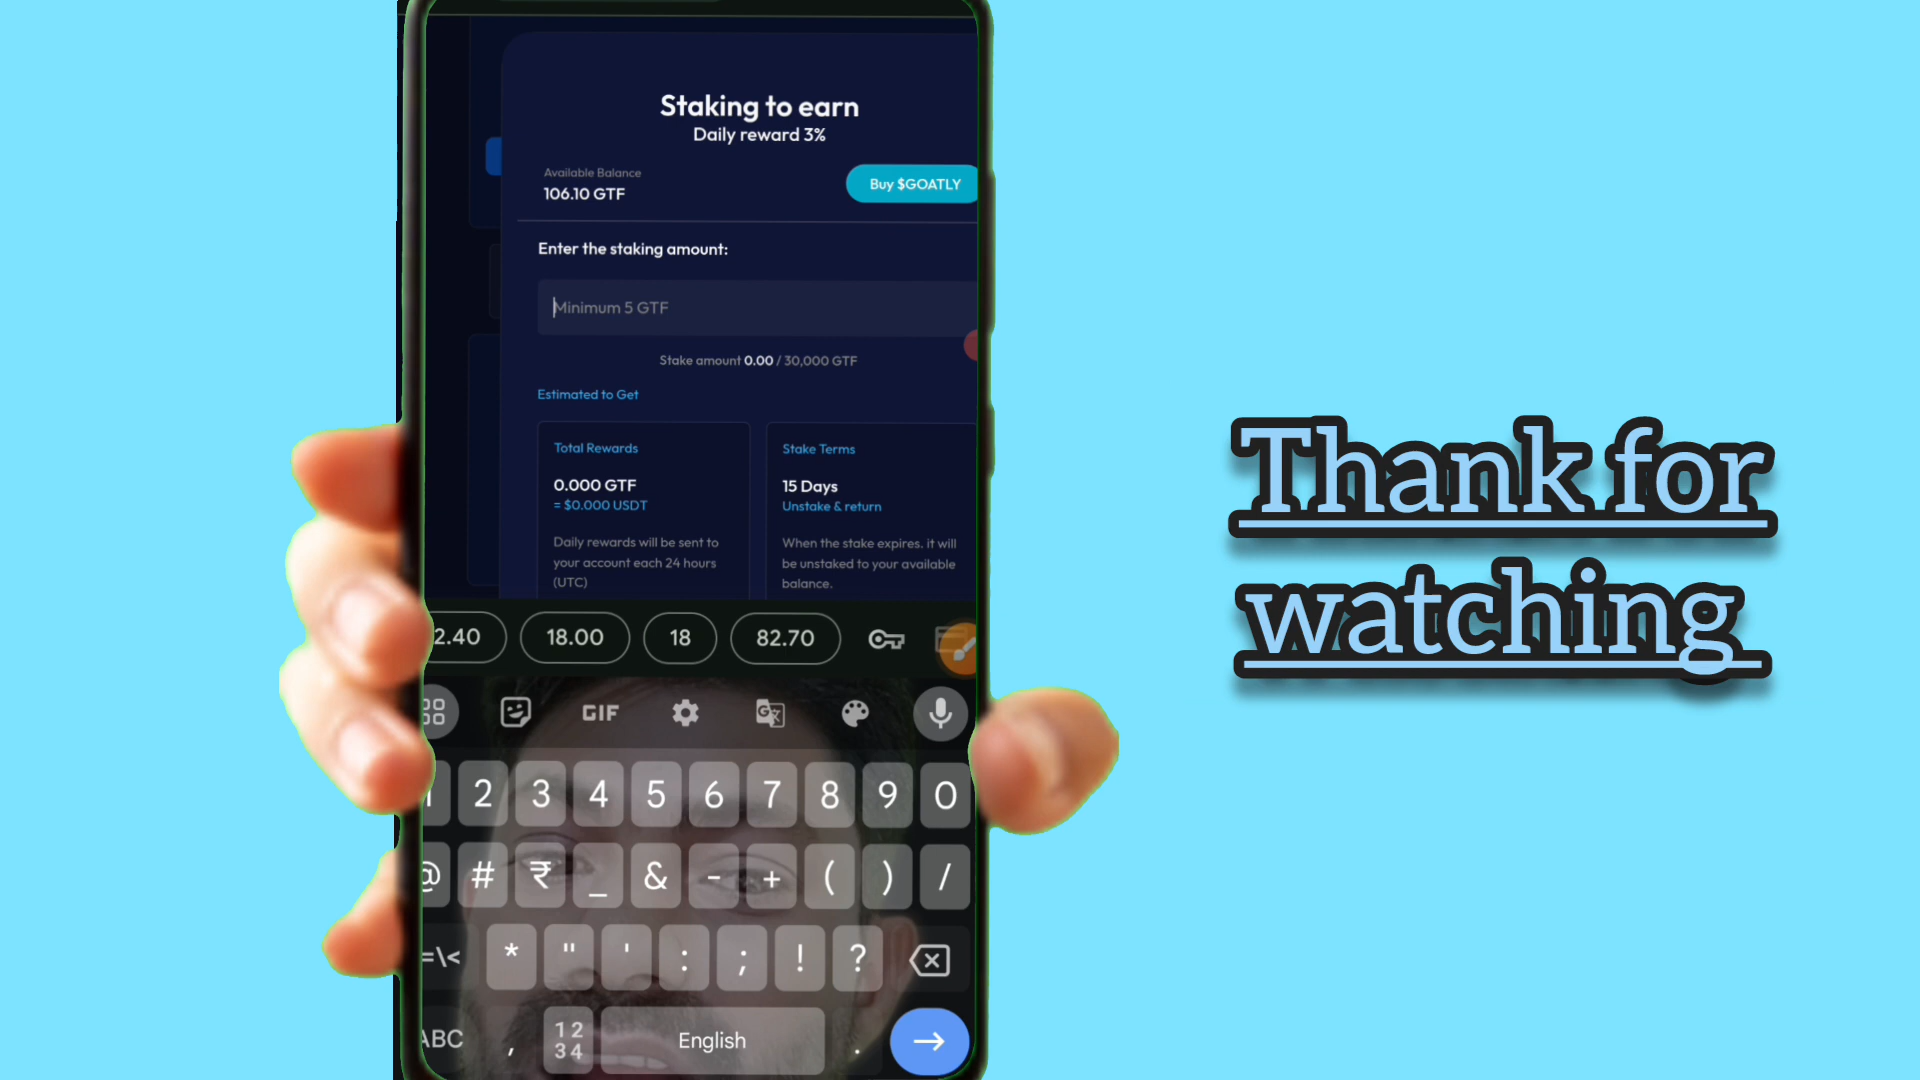 Staking to earn
Daily reward 3%
Available Balance
106.10 GTF
Buy $GOATLY
Enter the staking amount:
Minimum 5 GTF
Stake amount 0.00 / 30,000 GTF
Estimated to Get
Total Rewards
0.000 GTF
= $0.000 USDT
Daily rewards will be sent to
your account each 24 hours
(UTC)
Stake Terms
15 Days
Unstake & return
When the stake expires. it will
be unstaked to your available
balance.
2.40 18.00 18 82.70
GIF
1 2 3 4 5 6 7 8 9 0
@ # ₹ _ & - + ( ) /
=\< * " ' : ; ! ?
ABC , 12 34 English .
Thank for
watching